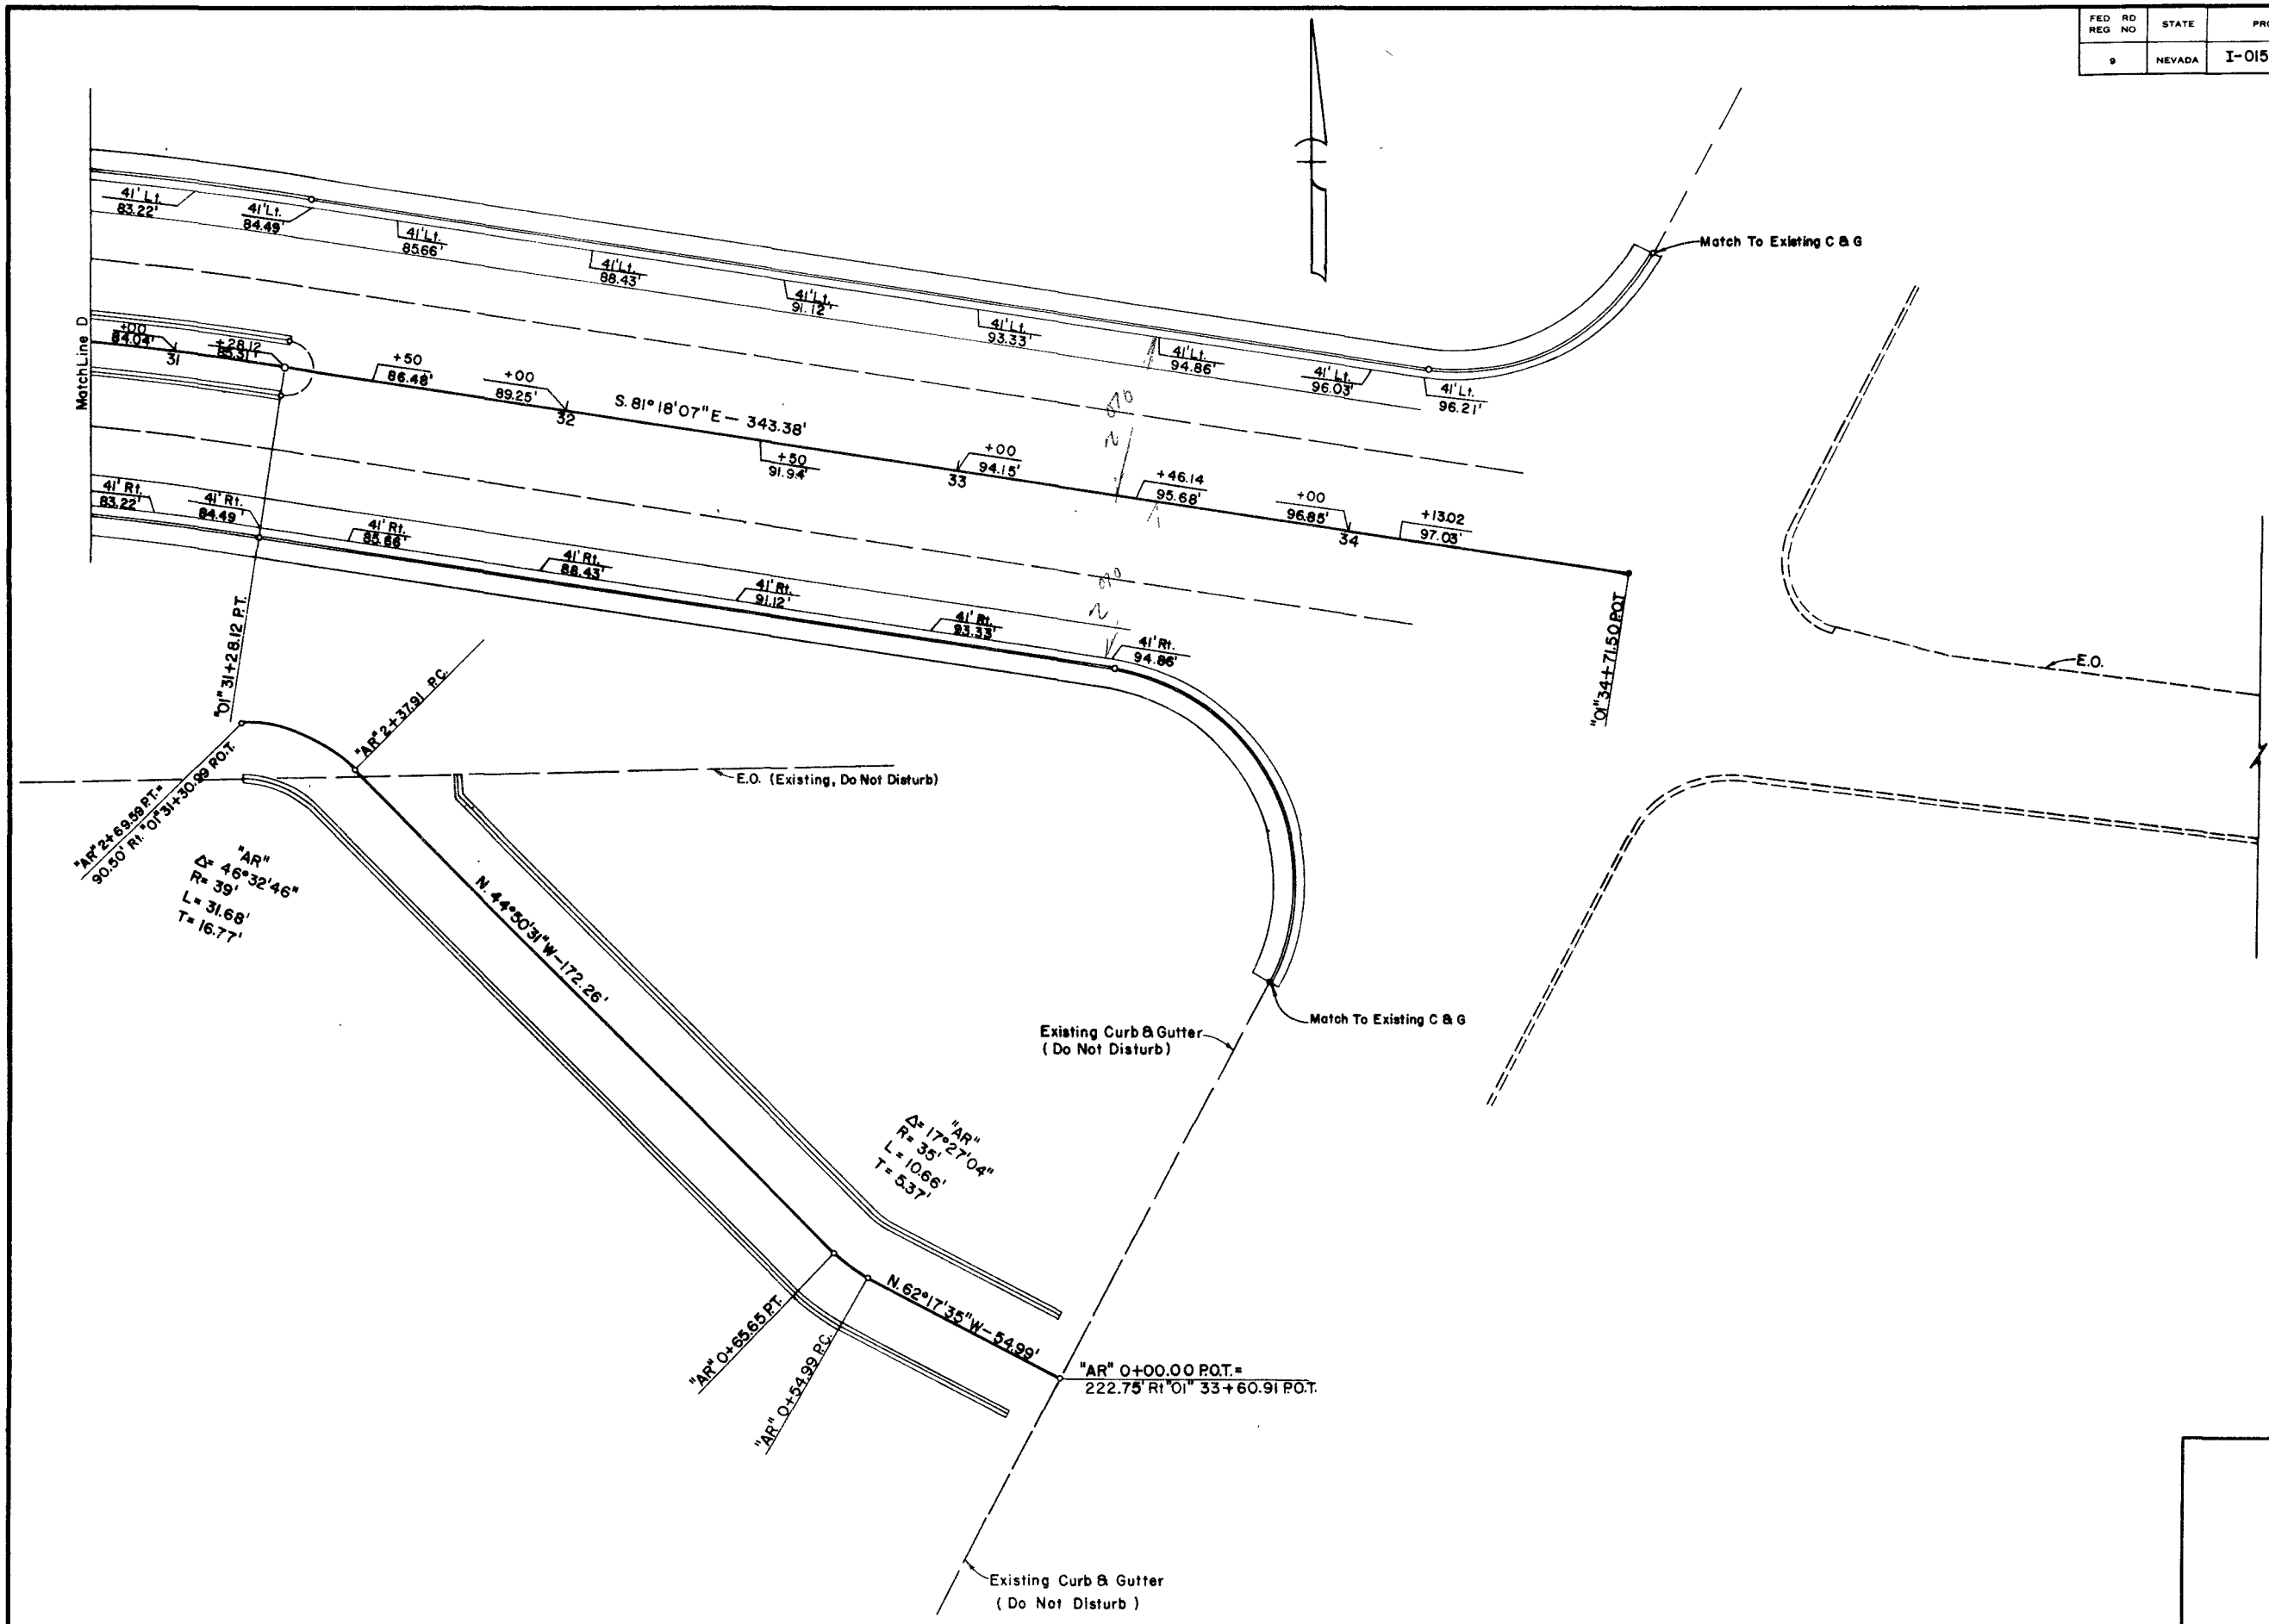 FED RD
REG NO
STATE
9
NEVADA
I-015
Match To Existing C & G
41' Lt.
83.22'
41' Lt.
84.49'
41' Lt.
85.66'
41' Lt.
88.43'
41' Lt.
91.12'
41' Lt.
93.33'
41' Lt.
94.86'
41' Lt.
96.03'
41' Lt.
96.21'
Match Line D
+00
84.04'
31
+28.12
85.31'
+50
86.48'
+00
89.25'
32
S. 81° 18' 07" E - 343.38'
+50
91.94'
+00
94.15'
33
+46.14
95.68'
+00
96.85'
34
+13.02
97.03'
2 %
2 %
41' Rt.
83.22'
41' Rt.
84.49'
41' Rt.
85.66'
41' Rt.
88.43'
41' Rt.
91.12'
41' Rt.
93.33'
41' Rt.
94.86'
"O1" 31+28.12 P.T.
"O1" 34+71.50 P.O.T.
E.O.
"AR" 2+37.91 P.C.
E.O. (Existing, Do Not Disturb)
"AR" 2+69.59 P.T. =
90.50' Rt. "O1" 31+30.99 P.O.T.
"AR"
Δ= 46°32'46"
R= 39'
L= 31.68'
T= 16.77'
N. 44°50'31" W-172.26'
Existing Curb & Gutter
( Do Not Disturb )
Match To Existing C & G
"AR"
Δ= 17°27'04"
R= 35'
L= 10.66'
T= 5.37'
N. 62°17'35" W-54.99'
"AR" 0+65.65 P.T.
"AR" 0+54.99 P.C.
"AR" 0+00.00 P.O.T. =
222.75' Rt "O1" 33+60.91 P.O.T.
Existing Curb & Gutter
( Do Not Disturb )